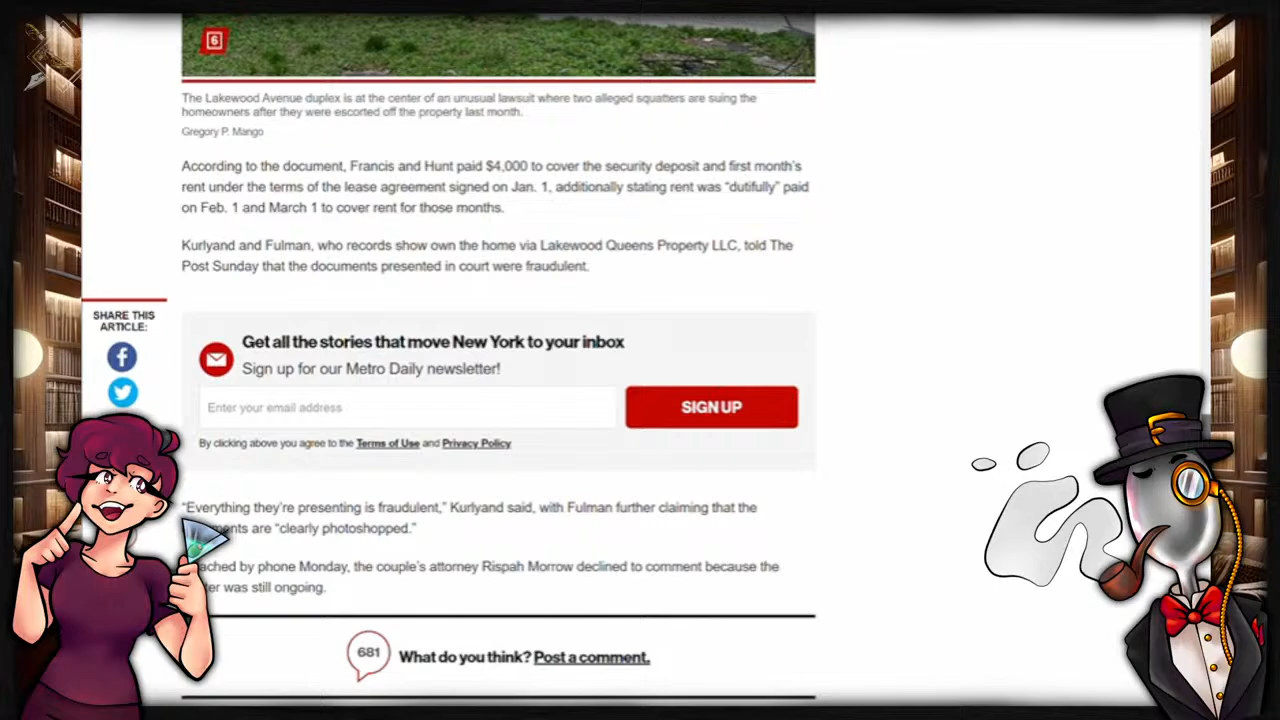 6
The Lakewood Avenue duplex is at the center of an unusual lawsuit where two alleged squatters are suing the
homeowners after they were escorted off the property last month.
Gregory P. Mango
According to the document, Francis and Hunt paid $4,000 to cover the security deposit and first month's
rent under the terms of the lease agreement signed on Jan. 1, additionally stating rent was “dutifully” paid
on Feb. 1 and March 1 to cover rent for those months.
Kurlyand and Fulman, who records show own the home via Lakewood Queens Property LLC, told The
Post Sunday that the documents presented in court were fraudulent.
SHARE THIS
ARTICLE:
Get all the stories that move New York to your inbox
Sign up for our Metro Daily newsletter!
Enter your email address
SIGN UP
By clicking above you agree to the Terms of Use and Privacy Policy
“Everything they're presenting is fraudulent,” Kurlyand said, with Fulman further claiming that the
ments are “clearly photoshopped.”
ached by phone Monday, the couple's attorney Rispah Morrow declined to comment because the
er was still ongoing.
681
What do you think? Post a comment.